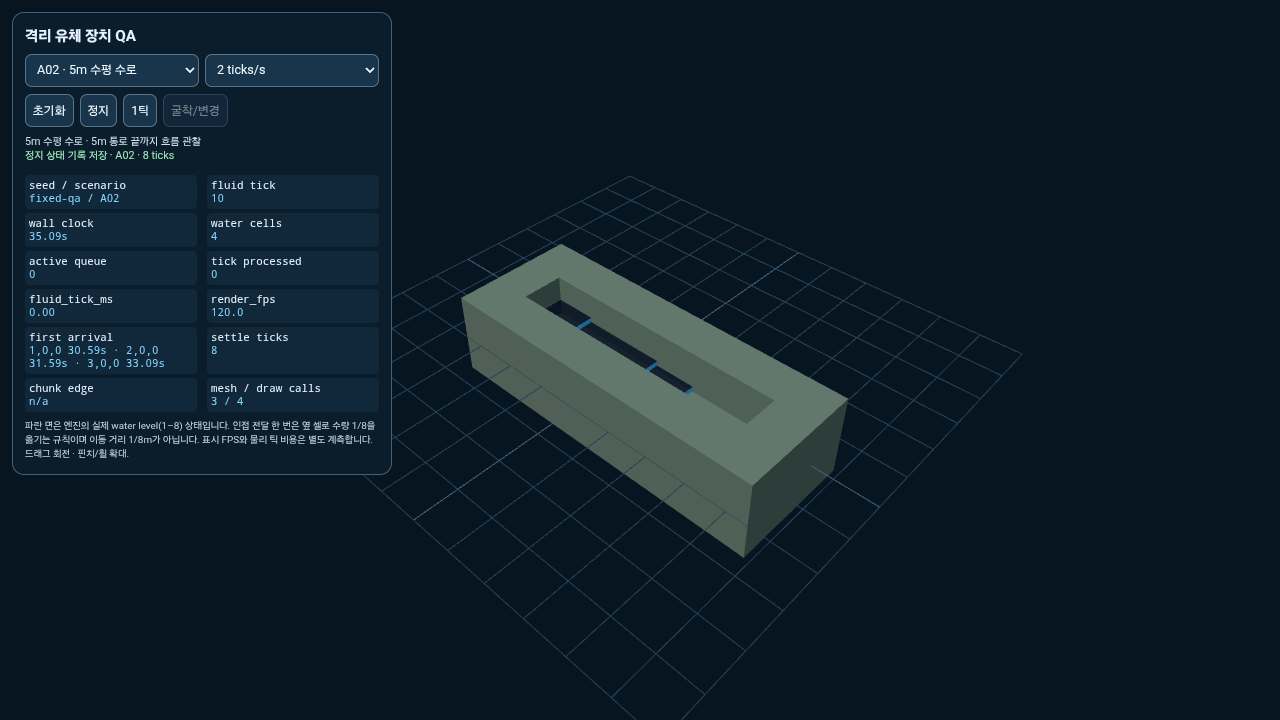 격리 유체 장치 QA
A02 · 5m 수평 수로
2 ticks/s
초기화
정지
1틱
굴착/변경
5m 수평 수로 · 5m 통로 끝까지 흐름 관찰
정지 상태 기록 저장 · A02 · 8 ticks
seed / scenario
fixed-qa / A02
fluid tick
10
wall clock
35.09s
water cells
4
active queue
0
tick processed
0
fluid_tick_ms
0.00
render_fps
120.0
first arrival
1,0,0 30.59s · 2,0,0
31.59s · 3,0,0 33.09s
settle ticks
8
chunk edge
n/a
mesh / draw calls
3 / 4
파란 면은 엔진의 실제 water level(1–8) 상태입니다. 인접 전달 한 번은 옆 셀로 수량 1/8을
옮기는 규칙이며 이동 거리 1/8m가 아닙니다. 표시 FPS와 물리 틱 비용은 별도 계측합니다.
드래그 회전 · 핀치/휠 확대.